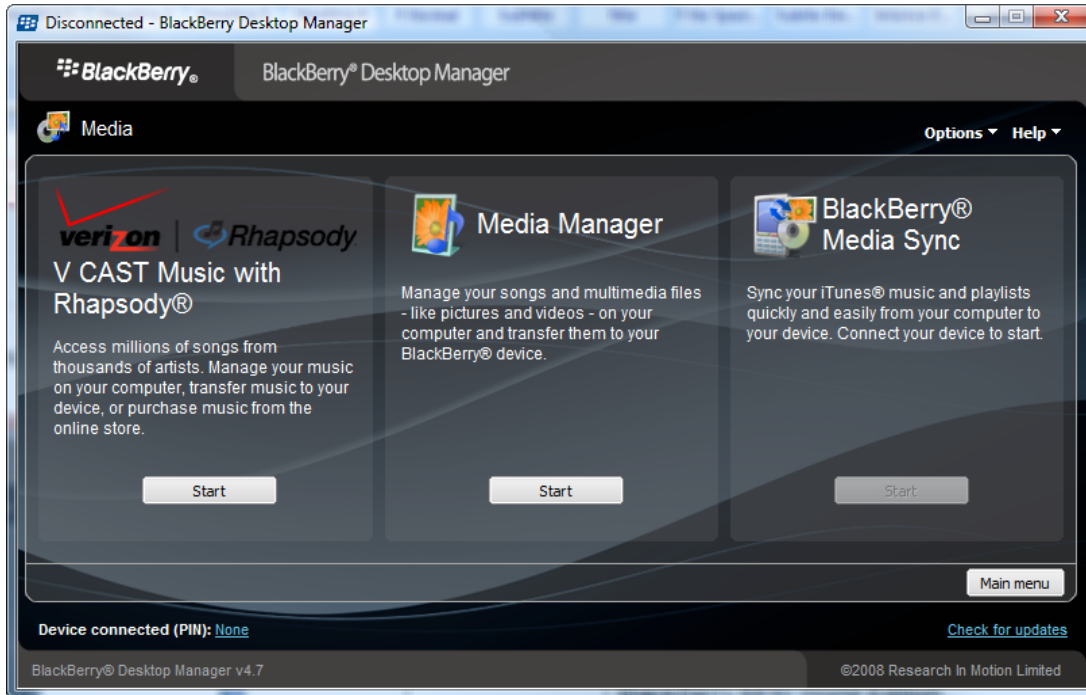 Disconnected - BlackBerry Desktop Manager
BlackBerry®
BlackBerry® Desktop Manager
Media
Options
Help
verizon | Rhapsody
V CAST Music with
Rhapsody®
Access millions of songs from
thousands of artists. Manage your music
on your computer, transfer music to your
device, or purchase music from the
online store.
Start
Media Manager
Manage your songs and multimedia files
- like pictures and videos - on your
computer and transfer them to your
BlackBerry® device.
Start
BlackBerry®
Media Sync
Sync your iTunes® music and playlists
quickly and easily from your computer to
your device. Connect your device to start.
Start
Main menu
Device connected (PIN): None
Check for updates
BlackBerry® Desktop Manager v4.7
©2008 Research In Motion Limited